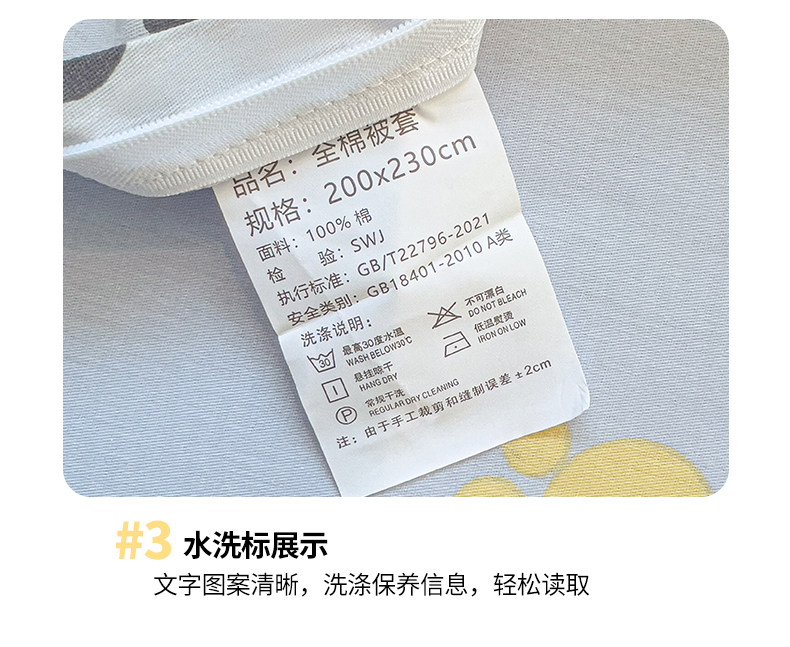 品名：全棉被套
规格：200x230cm
面料：100% 棉
检 验：SWJ
执行标准：GB/T22796-2021
安全类别：GB18401-2010 A类
洗涤说明：
30 最高30度水温 不可漂白
WASH BELOW30℃ DO NOT BLEACH
悬挂晾干 低温熨烫
HANG DRY IRON ON LOW
P 常规干洗
REGULAR DRY CLEANING
注：由于手工裁剪和缝制误差±2cm
#3 水洗标展示
文字图案清晰，洗涤保养信息，轻松读取